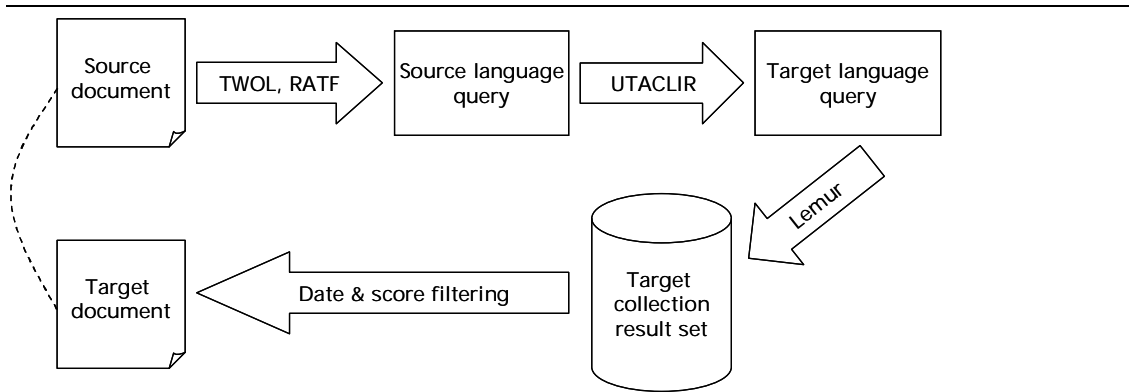 Source
document
TWOL, RATF
Source language
query
UTACLIR
Target language
query
Lemur
Target
collection
result set
Date & score filtering
Target
document